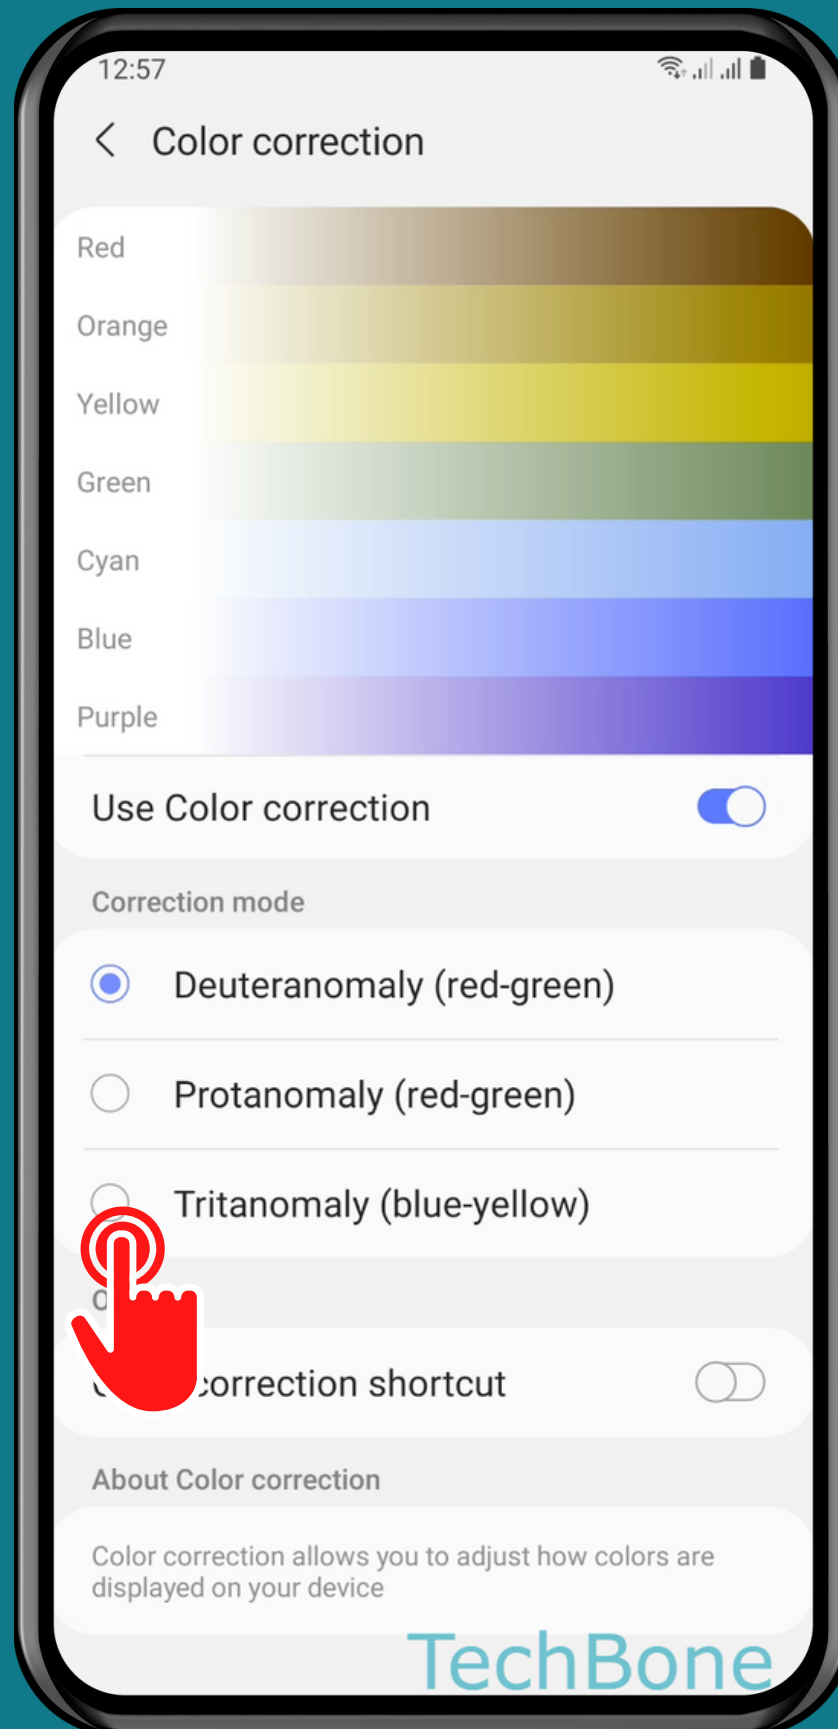 12:57
Color correction
Red
Orange
Yellow
Green
Cyan
Blue
Purple
Use Color correction
Correction mode
Deuteranomaly (red-green)
Protanomaly (red-green)
Tritanomaly (blue-yellow)
correction shortcut
About Color correction
Color correction allows you to adjust how colors are
displayed on your device
TechBone